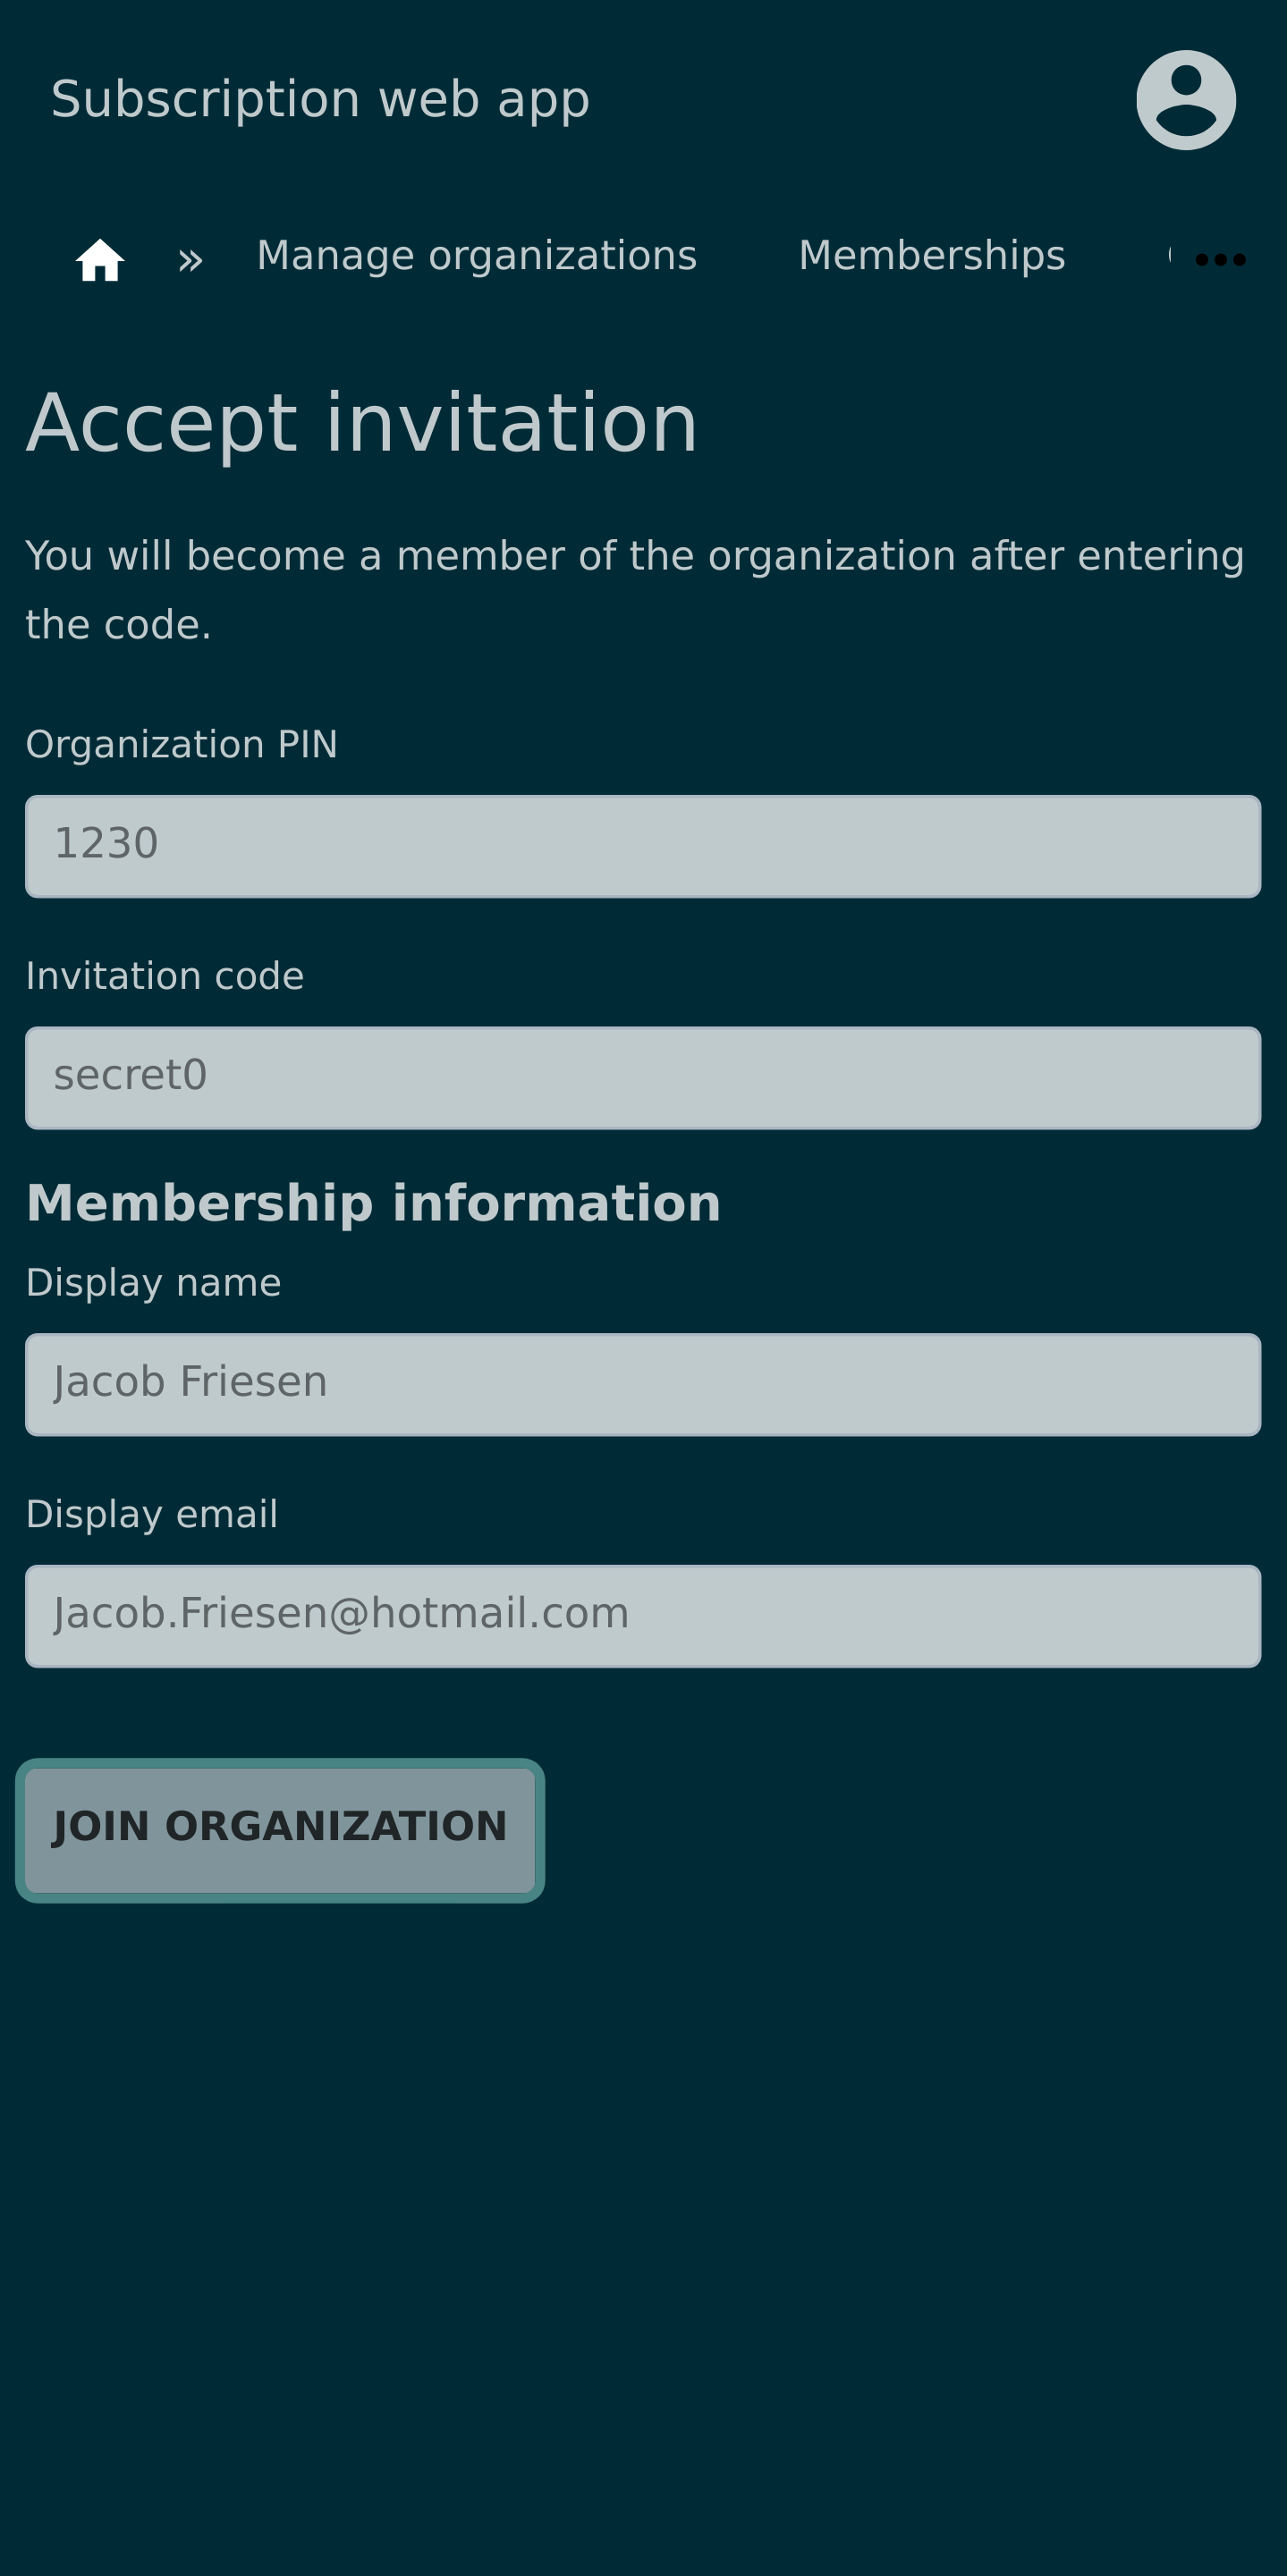 Subscription web app
» Manage organizations Memberships
Accept invitation
You will become a member of the organization after entering
the code.
Organization PIN
1230
Invitation code
secret0
Membership information
Display name
Jacob Friesen
Display email
Jacob.Friesen@hotmail.com
JOIN ORGANIZATION